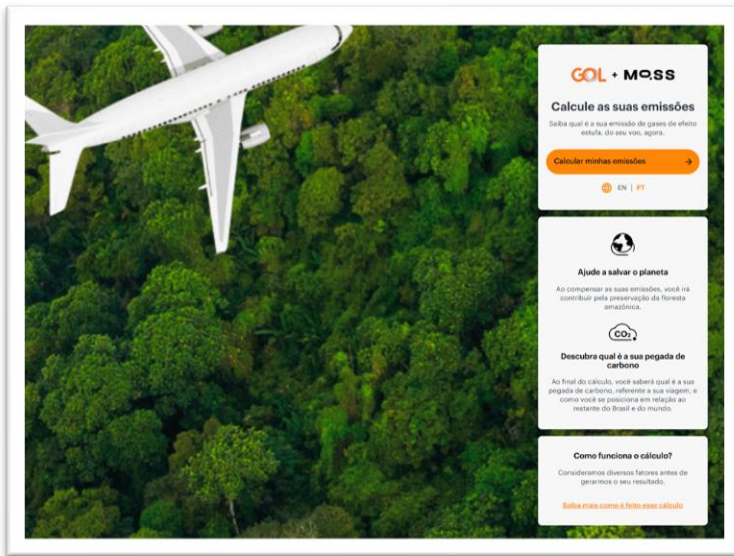 GOL + MOSS
Calcule as suas emissões
Saiba qual é a sua emissão de gases de efeito
estufa, do seu voo, agora.
Calcular minhas emissões →
EN | PT
Ajude a salvar o planeta
Ao compensar as suas emissões, você irá
contribuir pela preservação da floresta
amazônica.
CO₂
Descubra qual é a sua pegada de
carbono
Ao final do cálculo, você saberá qual é a sua
pegada de carbono, referente a sua viagem, e
como você se posiciona em relação ao
restante do Brasil e do mundo.
Como funciona o cálculo?
Consideramos diversos fatores antes de
gerarmos o seu resultado.
Saiba mais como é feito esse cálculo